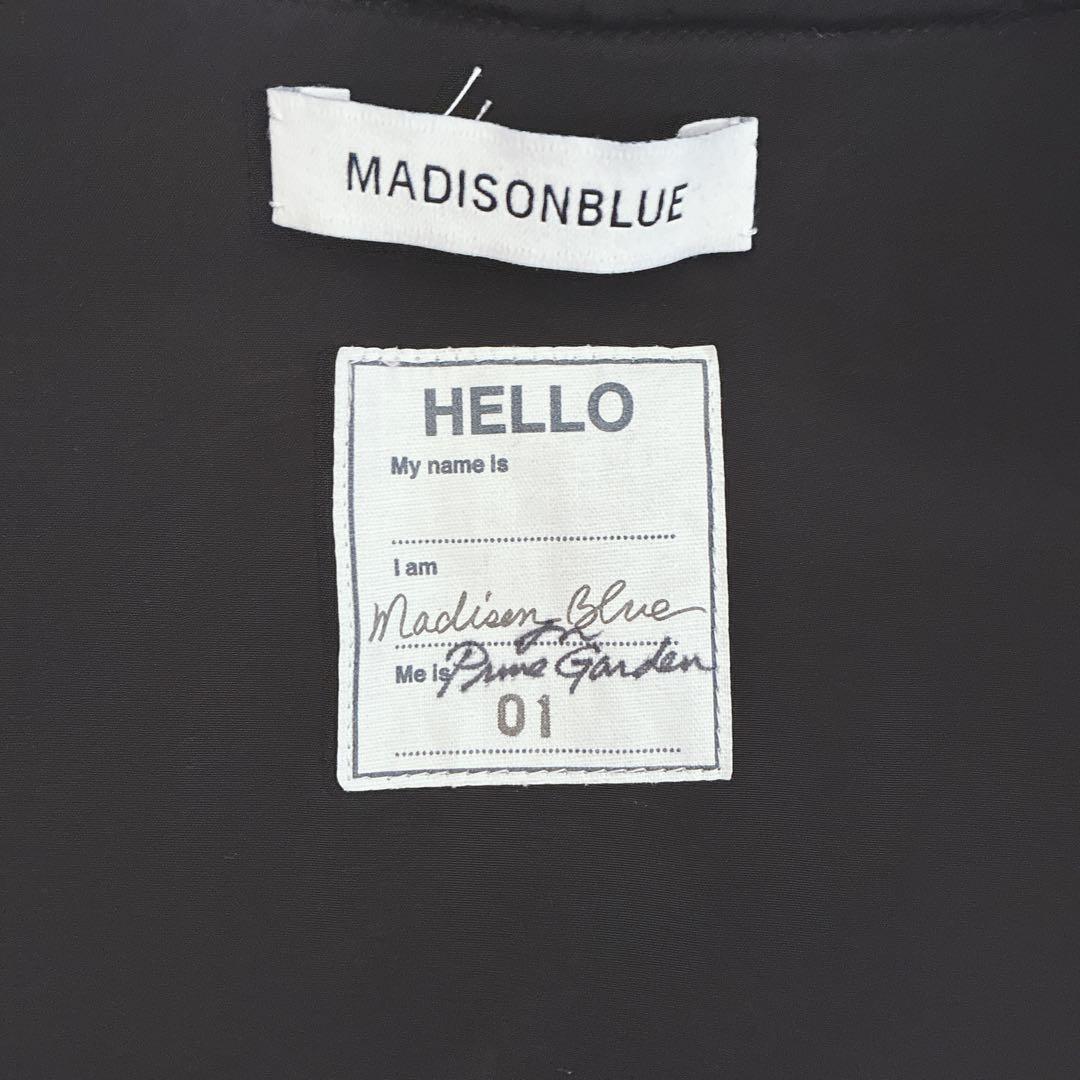 MADISONBLUE
HELLO
My name is
I am
Madison Blue
Me is Prime Garden
01